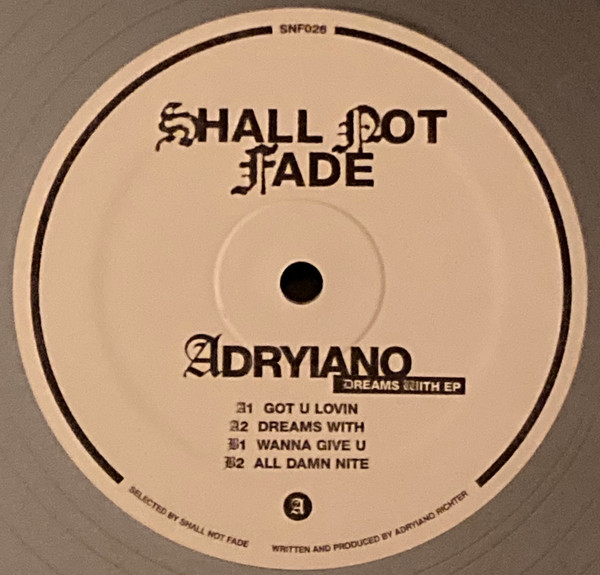 SNF026
SHALL NOT
FADE
ADRYIANO
DREAMS WITH EP
A1 GOT U LOVIN
A2 DREAMS WITH
B1 WANNA GIVE U
B2 ALL DAMN NITE
A
SELECTED BY SHALL NOT FADE
WRITTEN AND PRODUCED BY ADRYIANO RICHTER